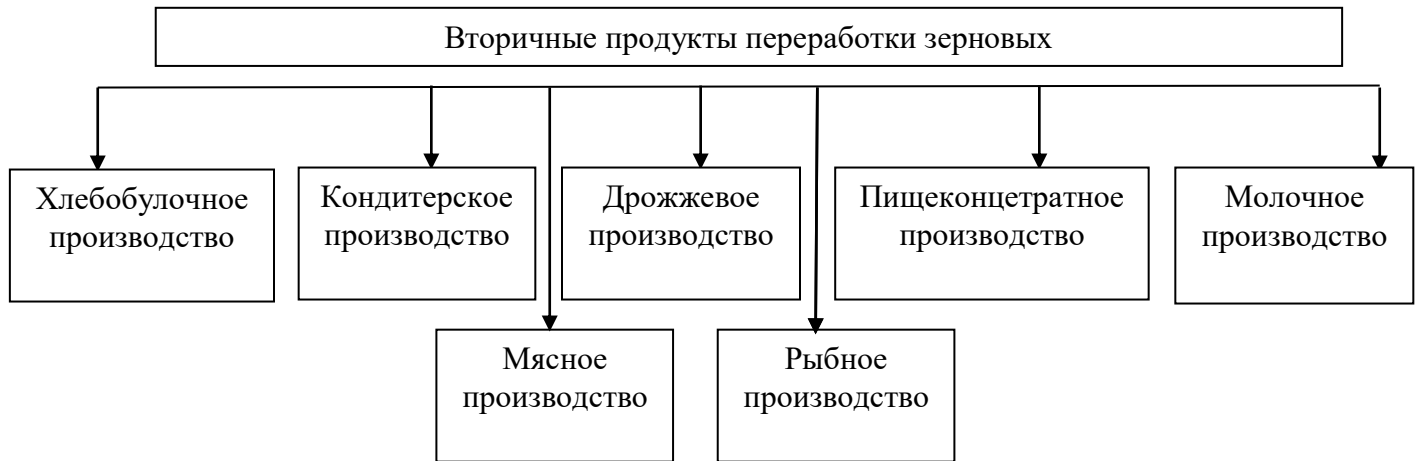 Вторичные продукты переработки зерновых
Хлебобулочное
производство
Кондитерское
производство
Дрожжевое
производство
Пищеконцетратное
производство
Молочное
производство
Мясное
производство
Рыбное
производство